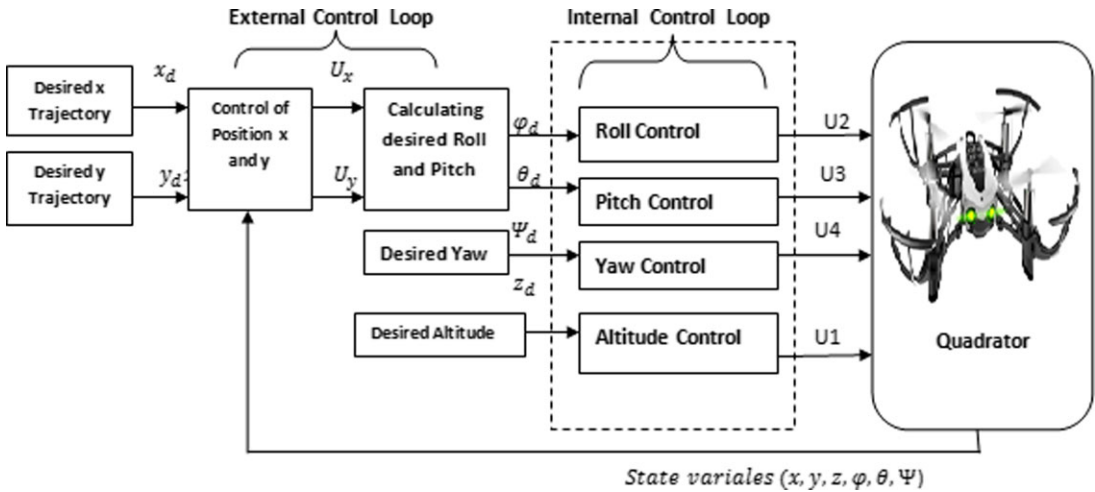 External Control Loop
Internal Control Loop
Desired x
Trajectory
x_d
Control of
Position x
and y
U_x
Calculating
desired Roll
and Pitch
φ_d
Roll Control
U2
Desired y
Trajectory
y_d
U_y
θ_d
Pitch Control
U3
Desired Yaw
Ψ_d
Yaw Control
U4
z_d
Desired Altitude
Altitude Control
U1
Quadrator
State variales (x, y, z, φ, θ, Ψ)